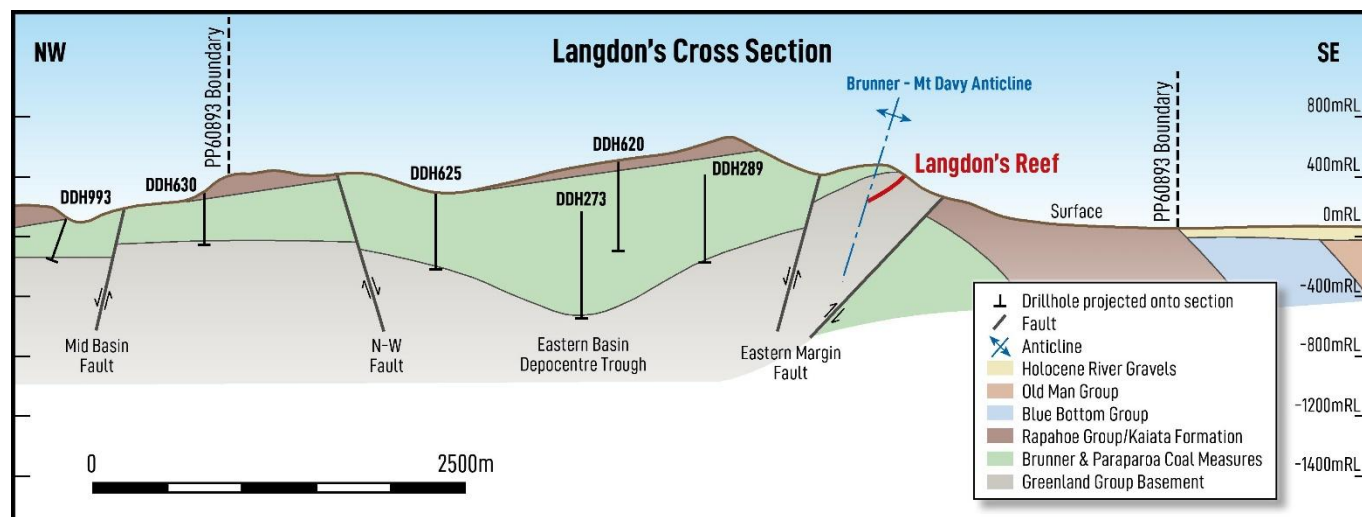 NW
Langdon's Cross Section
SE
PP60893 Boundary
Brunner - Mt Davy Anticline
800mRL
DDH620
DDH289
Langdon's Reef
400mRL
DDH993
DDH630
DDH625
DDH273
PP60893 Boundary
Surface
0mRL
-400mRL
Mid Basin
Fault
N-W
Fault
Eastern Basin
Depocentre Trough
Eastern Margin
Fault
-800mRL
-1200mRL
-1400mRL
0
2500m
Drillhole projected onto section
Fault
Anticline
Holocene River Gravels
Old Man Group
Blue Bottom Group
Rapahoe Group/Kaiata Formation
Brunner & Paraparoa Coal Measures
Greenland Group Basement